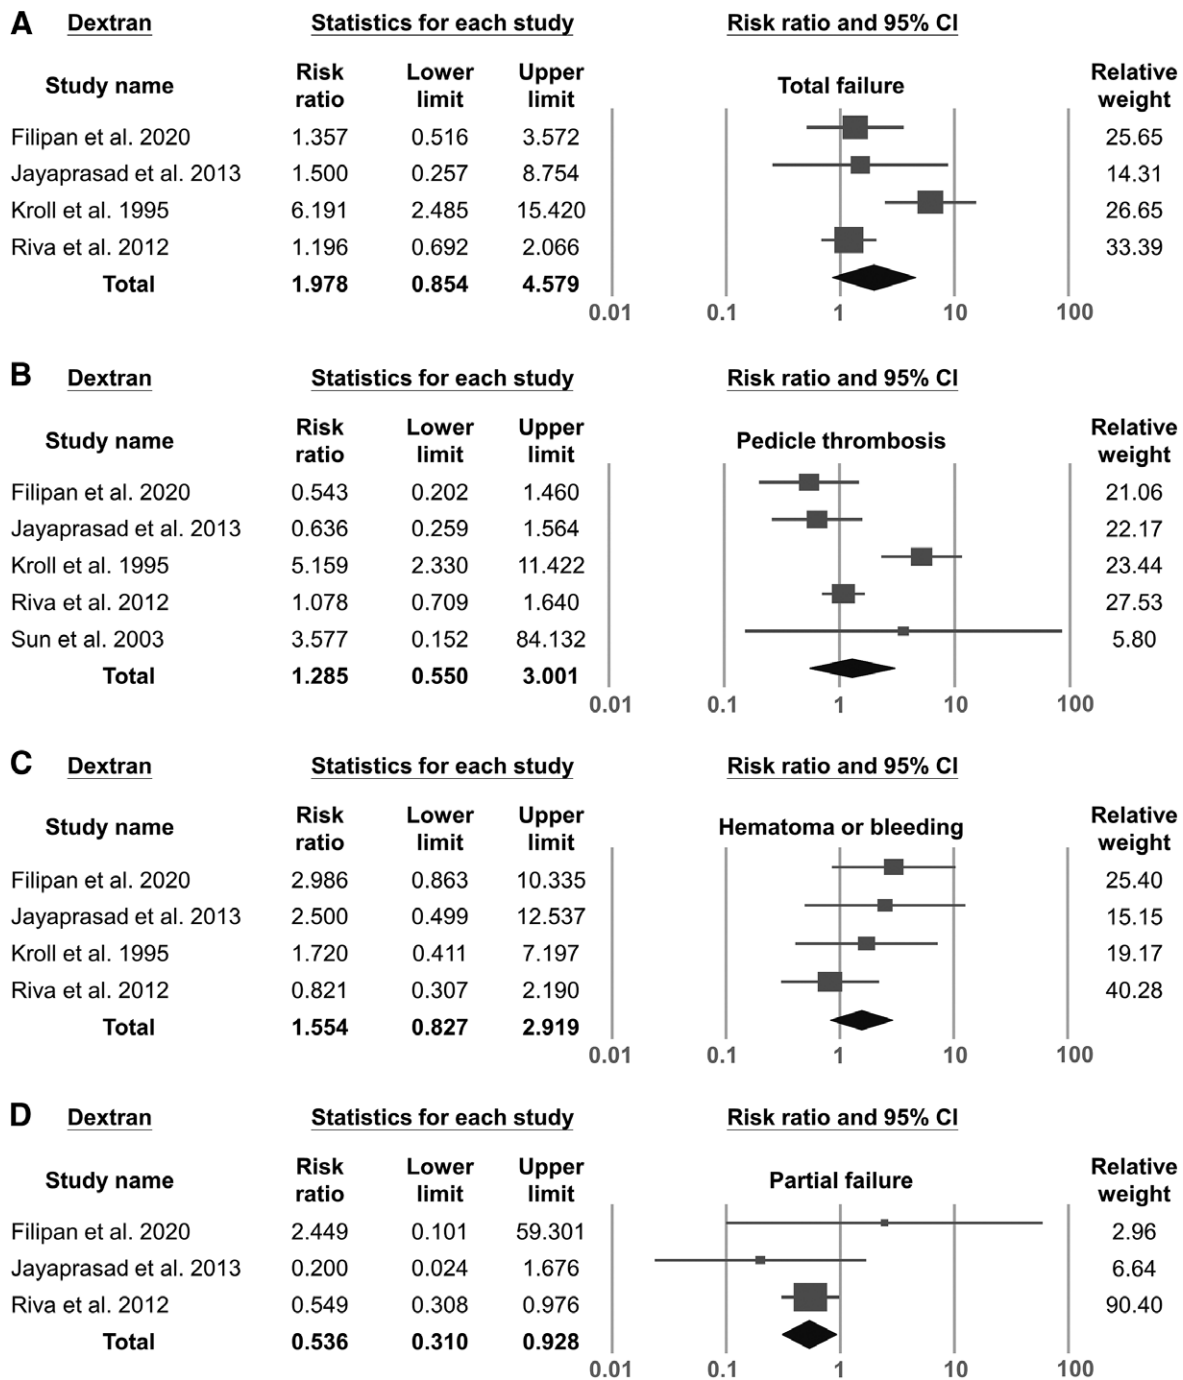 A Dextran Statistics for each study Risk ratio and 95% CI
Study name Risk ratio Lower limit Upper limit Total failure Relative weight
Filipan et al. 2020 1.357 0.516 3.572 25.65
Jayaprasad et al. 2013 1.500 0.257 8.754 14.31
Kroll et al. 1995 6.191 2.485 15.420 26.65
Riva et al. 2012 1.196 0.692 2.066 33.39
Total 1.978 0.854 4.579
0.01 0.1 1 10 100
B Dextran Statistics for each study Risk ratio and 95% CI
Study name Risk ratio Lower limit Upper limit Pedicle thrombosis Relative weight
Filipan et al. 2020 0.543 0.202 1.460 21.06
Jayaprasad et al. 2013 0.636 0.259 1.564 22.17
Kroll et al. 1995 5.159 2.330 11.422 23.44
Riva et al. 2012 1.078 0.709 1.640 27.53
Sun et al. 2003 3.577 0.152 84.132 5.80
Total 1.285 0.550 3.001
0.01 0.1 1 10 100
C Dextran Statistics for each study Risk ratio and 95% CI
Study name Risk ratio Lower limit Upper limit Hematoma or bleeding Relative weight
Filipan et al. 2020 2.986 0.863 10.335 25.40
Jayaprasad et al. 2013 2.500 0.499 12.537 15.15
Kroll et al. 1995 1.720 0.411 7.197 19.17
Riva et al. 2012 0.821 0.307 2.190 40.28
Total 1.554 0.827 2.919
0.01 0.1 1 10 100
D Dextran Statistics for each study Risk ratio and 95% CI
Study name Risk ratio Lower limit Upper limit Partial failure Relative weight
Filipan et al. 2020 2.449 0.101 59.301 2.96
Jayaprasad et al. 2013 0.200 0.024 1.676 6.64
Riva et al. 2012 0.549 0.308 0.976 90.40
Total 0.536 0.310 0.928
0.01 0.1 1 10 100